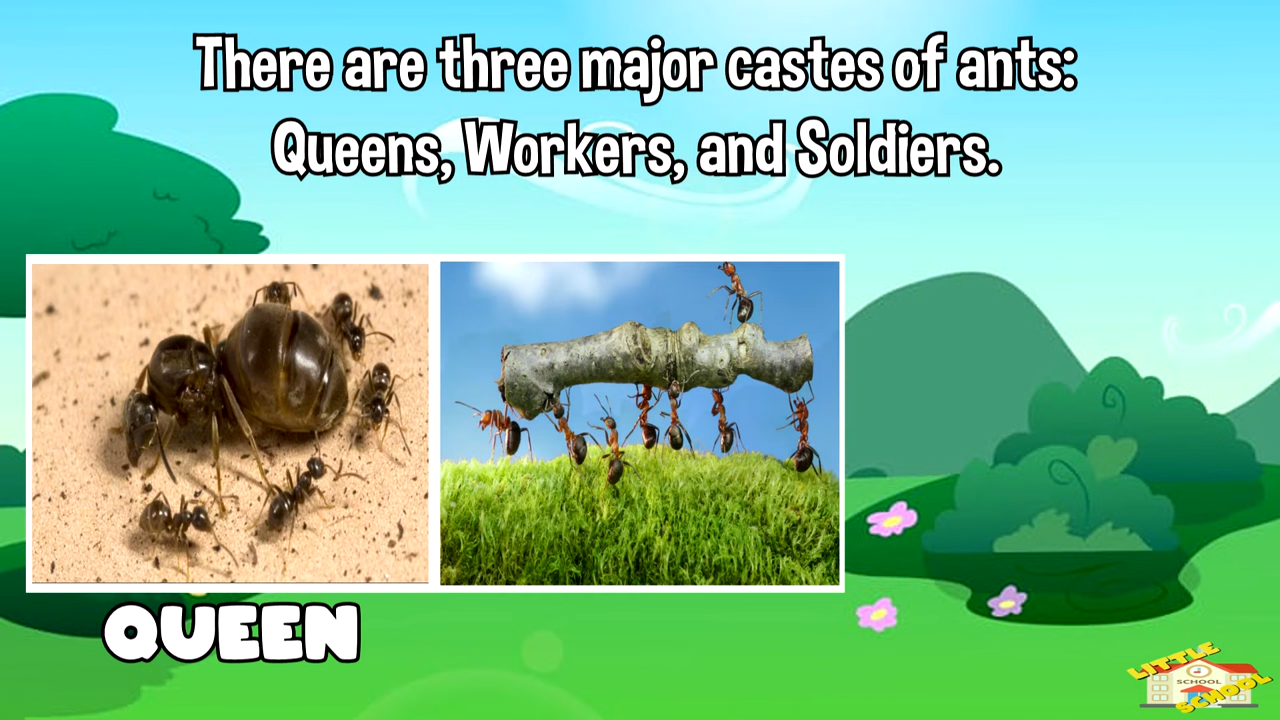 There are three major castes of ants:
Queens, Workers, and Soldiers.
QUEEN
LITTLE
SCHOOL
SCHOOL